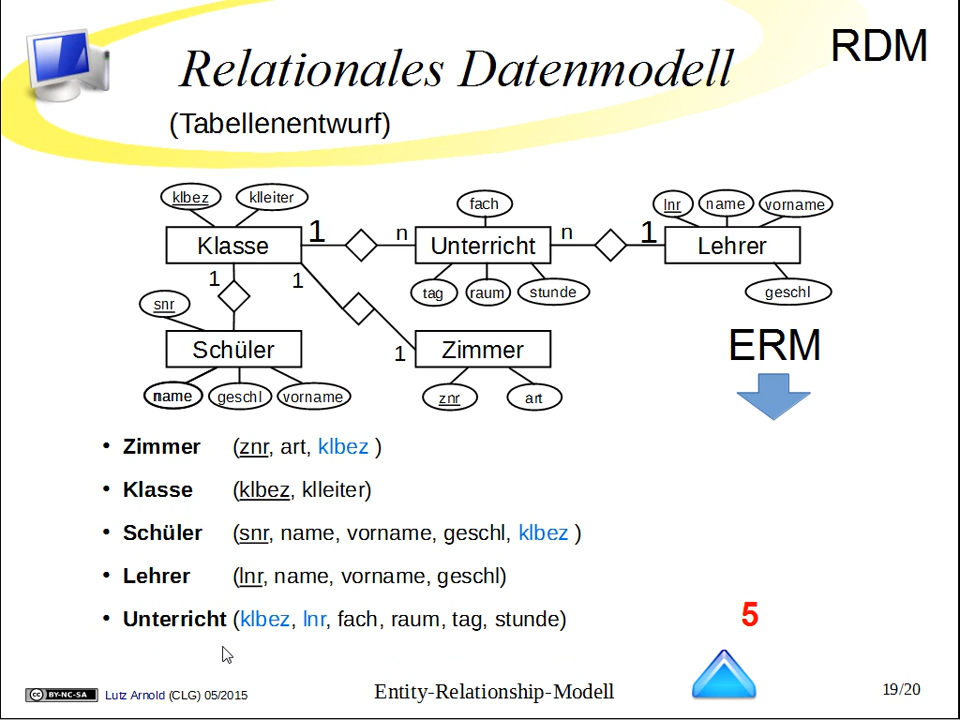 RDM
Relationales Datenmodell
(Tabellenentwurf)
klbez klleiter fach lnr name vorname
Klasse 1 n Unterricht n 1 Lehrer
1 1 tag raum stunde geschl
snr
Schüler 1 Zimmer ERM
name geschl vorname znr art
• Zimmer (znr, art, klbez )
• Klasse (klbez, klleiter)
• Schüler (snr, name, vorname, geschl, klbez )
• Lehrer (lnr, name, vorname, geschl)
• Unterricht (klbez, lnr, fach, raum, tag, stunde)
5
cc BY-NC-SA Lutz Arnold (CLG) 05/2015 Entity-Relationship-Modell 19/20